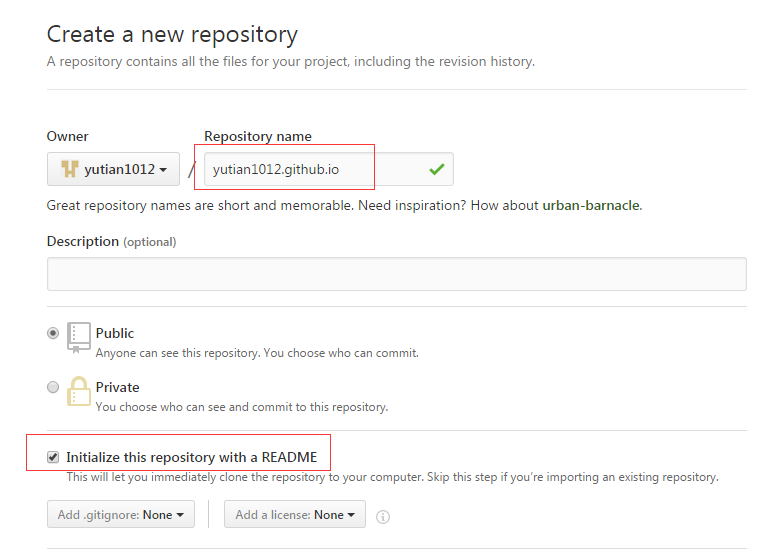 Create a new repository
A repository contains all the files for your project, including the revision history.
Owner
Repository name
yutian1012
/
yutian1012.github.io
Great repository names are short and memorable. Need inspiration? How about urban-barnacle.
Description (optional)
Public
Anyone can see this repository. You choose who can commit.
Private
You choose who can see and commit to this repository.
Initialize this repository with a README
This will let you immediately clone the repository to your computer. Skip this step if you’re importing an existing repository.
Add .gitignore: None
Add a license: None